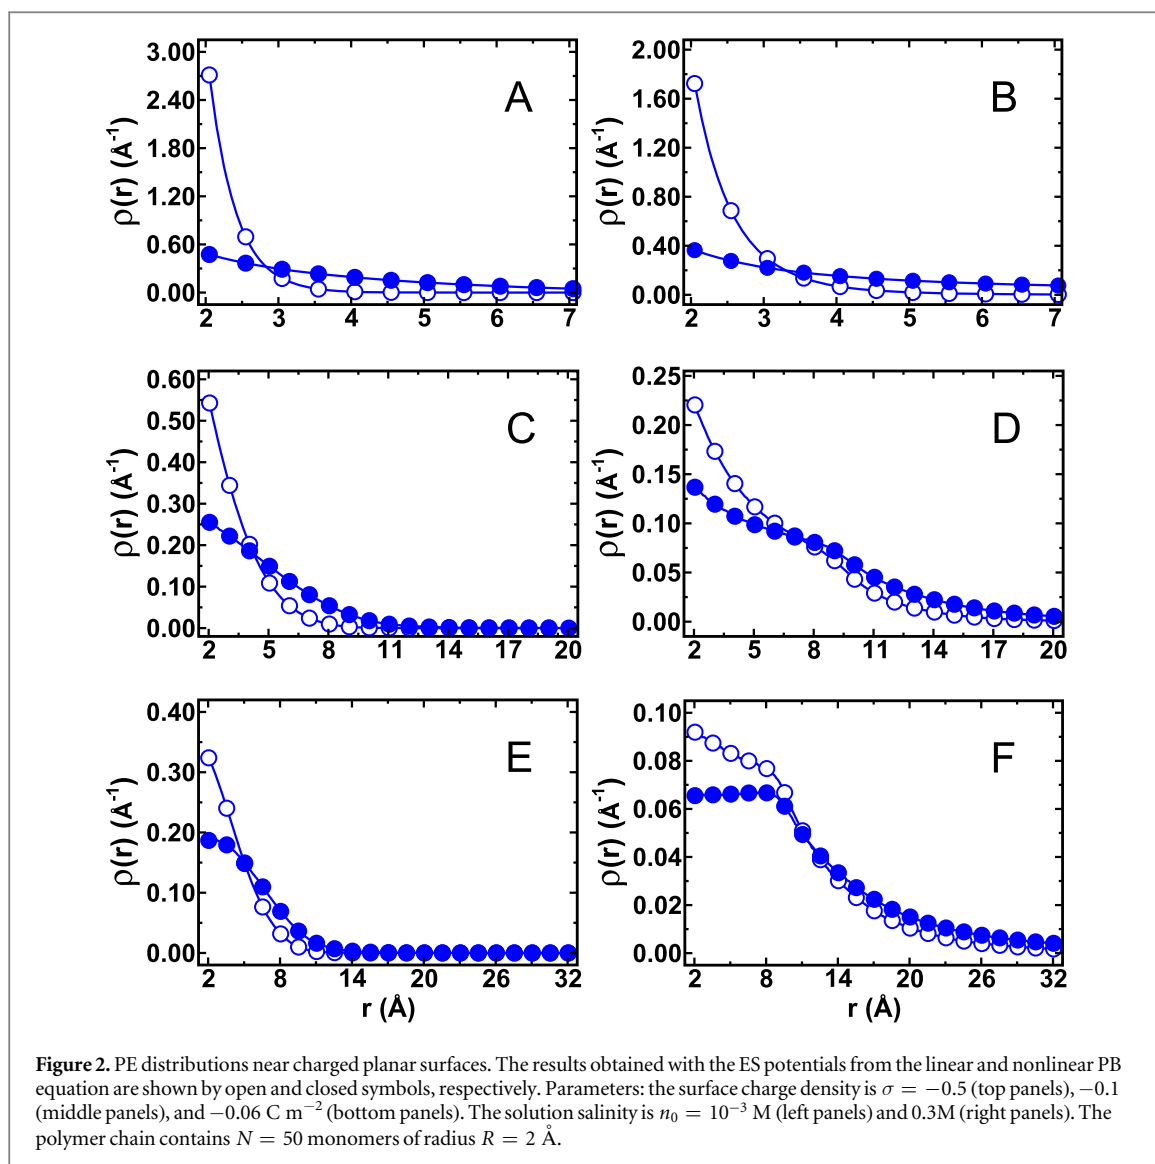 3.00
2.40
1.80
1.20
0.60
0.00
ρ(r) (Å⁻¹)
A
2 3 4 5 6 7
2.00
1.60
1.20
0.80
0.40
0.00
ρ(r) (Å⁻¹)
B
2 3 4 5 6 7
0.60
0.50
0.40
0.30
0.20
0.10
0.00
ρ(r) (Å⁻¹)
C
2 5 8 11 14 17 20
0.25
0.20
0.15
0.10
0.05
0.00
ρ(r) (Å⁻¹)
D
2 5 8 11 14 17 20
0.40
0.30
0.20
0.10
0.00
ρ(r) (Å⁻¹)
E
2 8 14 20 26 32
r (Å)
0.10
0.08
0.06
0.04
0.02
0.00
ρ(r) (Å⁻¹)
F
2 8 14 20 26 32
r (Å)
Figure 2. PE distributions near charged planar surfaces. The results obtained with the ES potentials from the linear and nonlinear PB
equation are shown by open and closed symbols, respectively. Parameters: the surface charge density is σ = −0.5 (top panels), −0.1
(middle panels), and −0.06 C m⁻² (bottom panels). The solution salinity is n₀ = 10⁻³ M (left panels) and 0.3M (right panels). The
polymer chain contains N = 50 monomers of radius R = 2 Å.